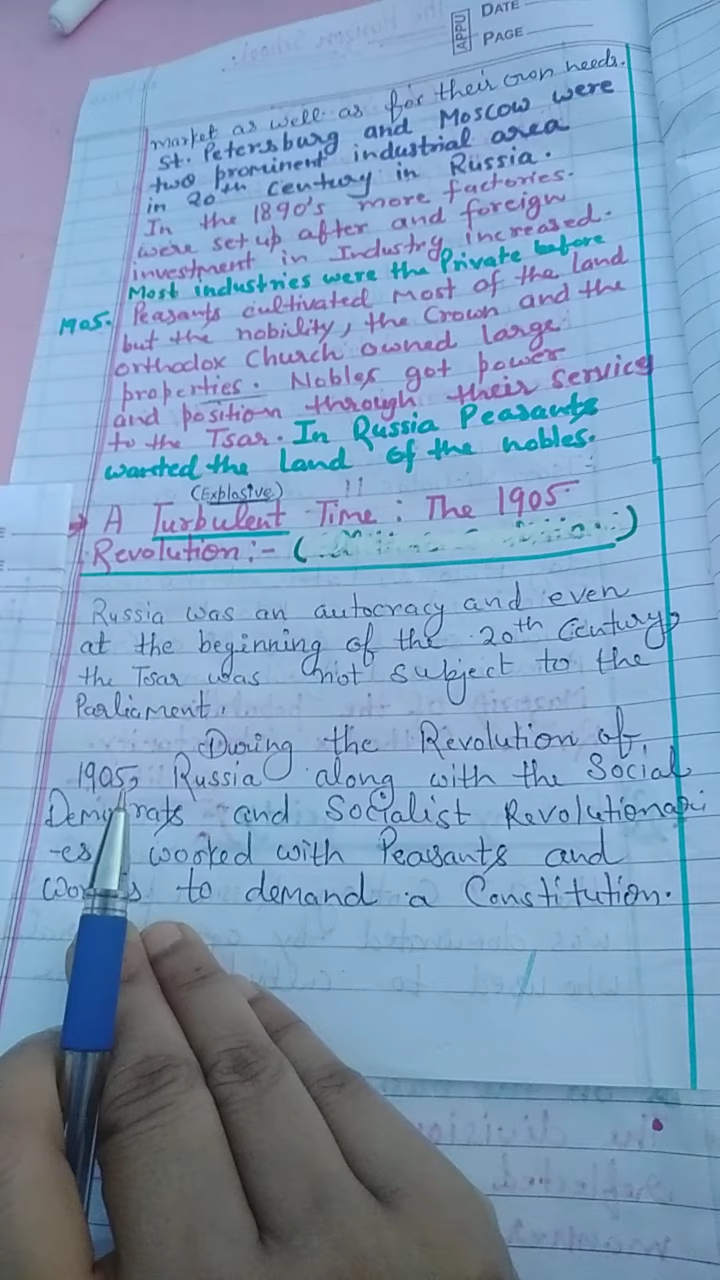 APPU
DATE
PAGE
market as well as for their own needs.
St. Petersburg and Moscow were
two prominent industrial area
in 20th century in Russia.
In the 1890's more factories.
were set up after and foreign
investment in Industry increased.
Most industries were the Private before
1905. Peasants cultivated most of the land
but the nobility, the Crown and the
orthodox Church owned large
properties. Nobles got power
and position through their service
to the Tsar. In Russia Peasants
wanted the Land of the nobles.
(Explosive)
→ A Turbulent Time: The 1905
Revolution:- (
)
Russia was an autocracy and even
at the beginning of the 20th Century,
the Tsar was not subject to the
Parliament.
During the Revolution of
1905, Russia along with the Social
and Socialist Revolutionari
-es worked with Peasants and
to demand a Constitution.